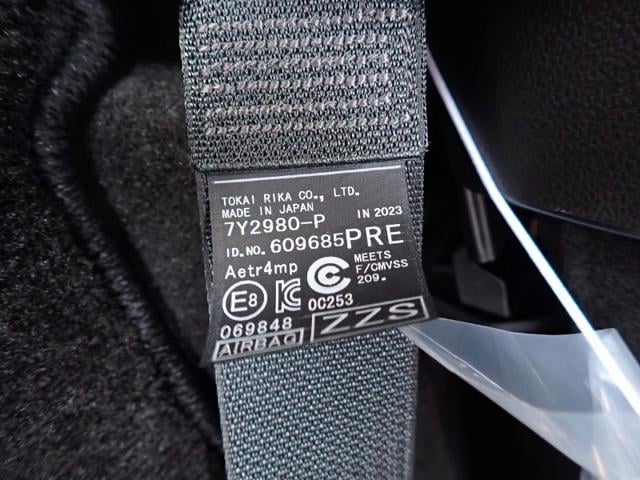 TOKAI RIKA CO., LTD.
MADE IN JAPAN IN 2023
7Y2980-P
ID.NO. 609685PRE
Aetr4mp C MEETS
F/CMVSS
209.
E8 KC 0C253
069848
AIRBAG ZZS